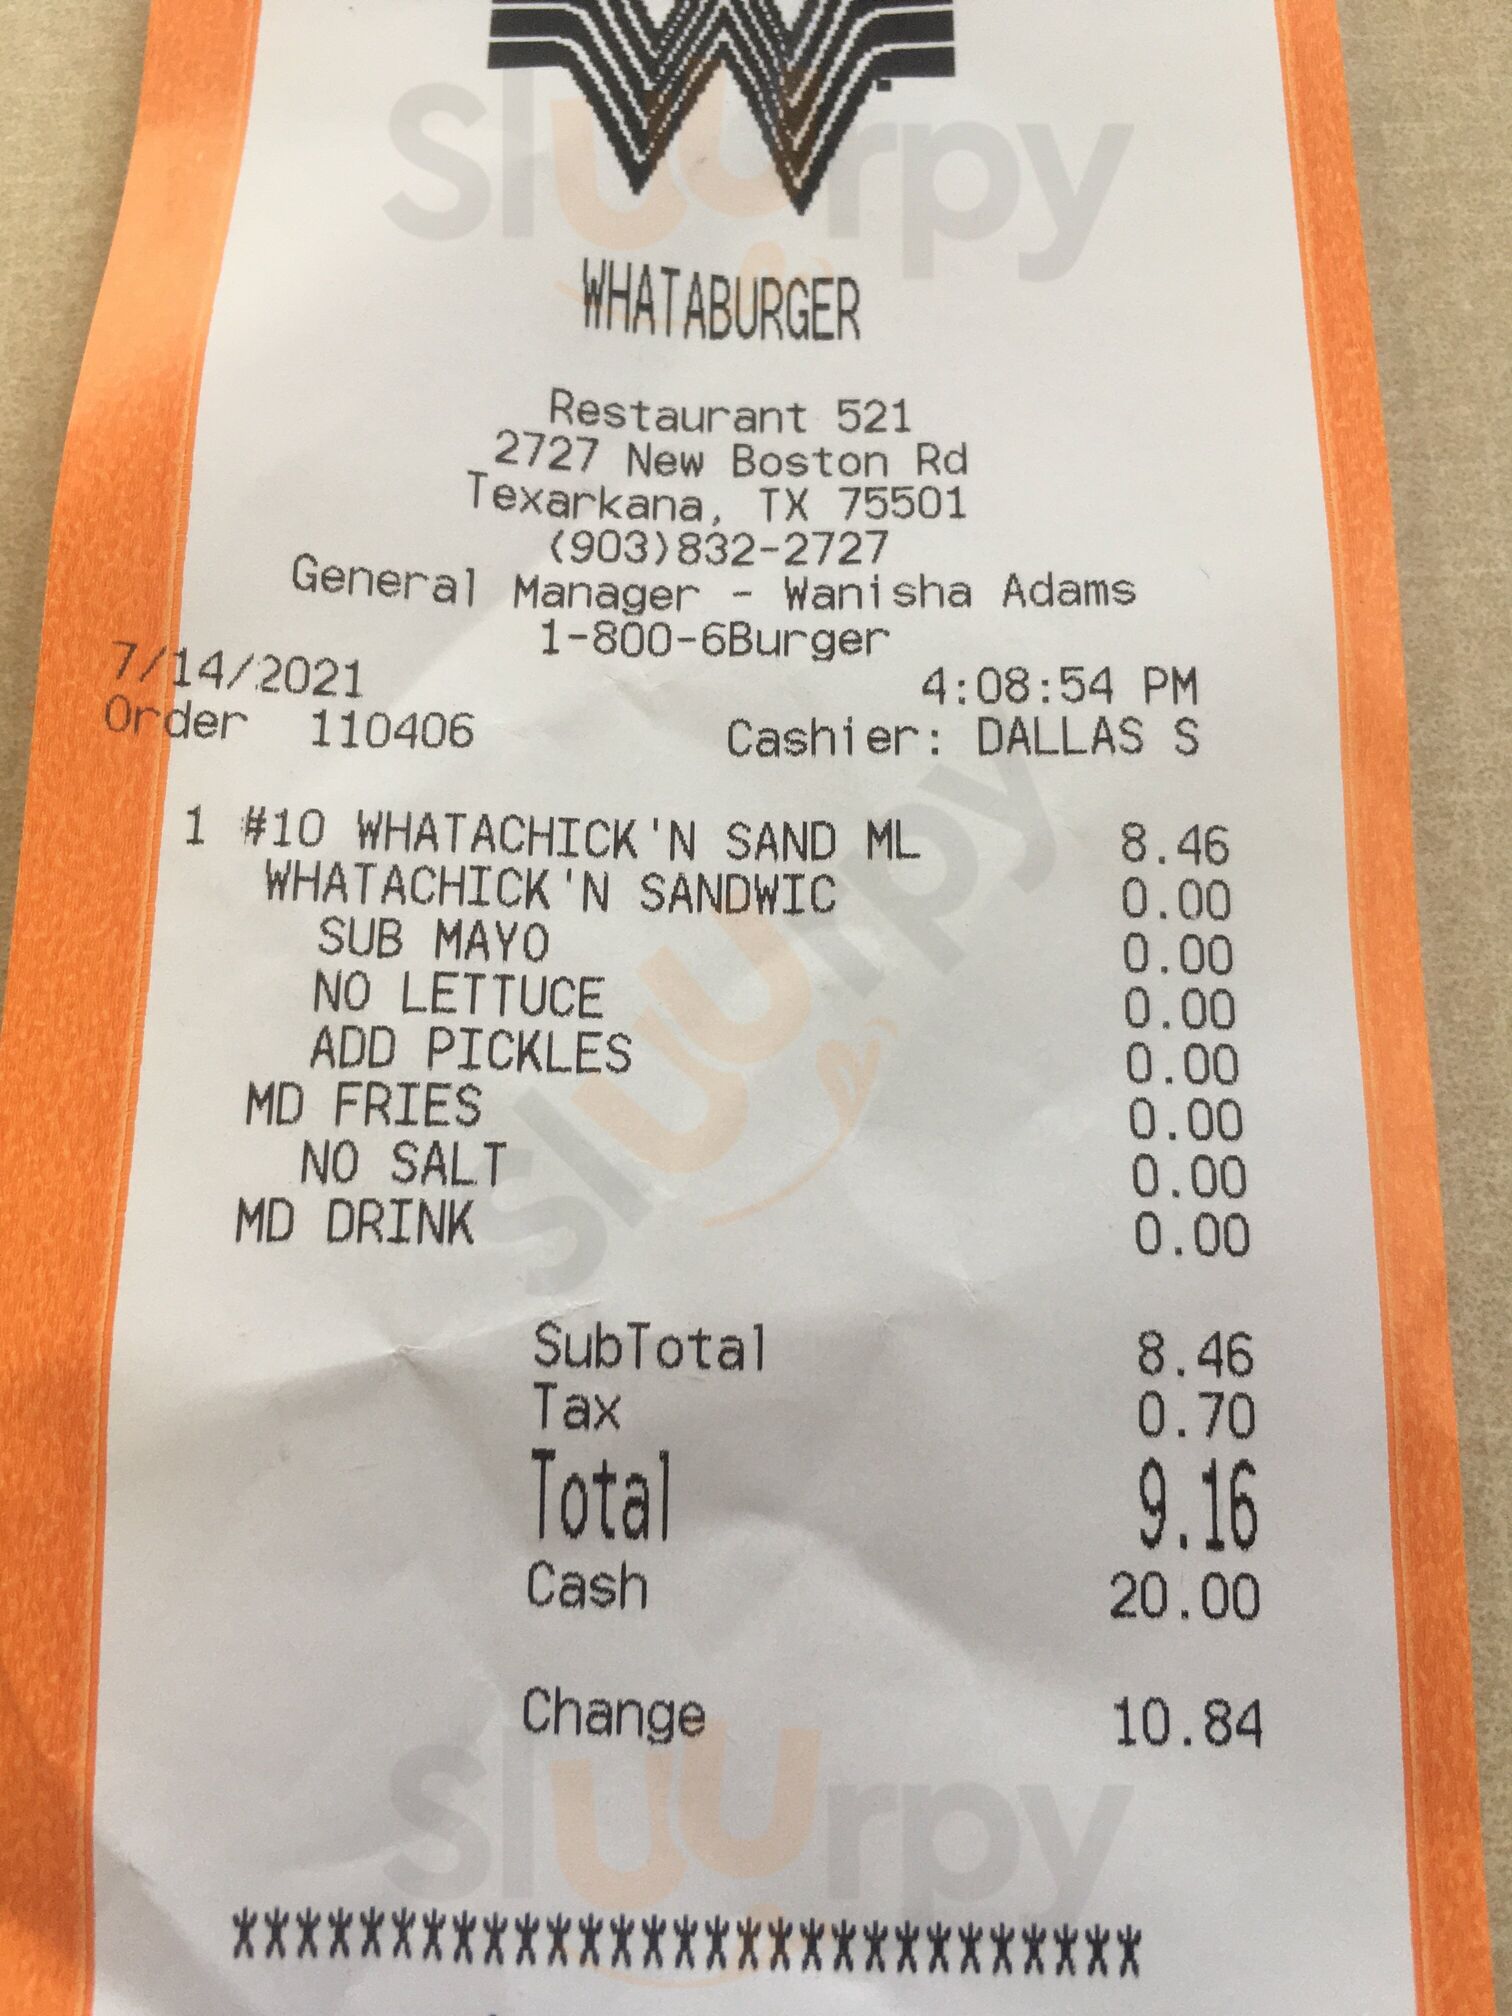 WHATABURGER
Restaurant 521
2727 New Boston Rd
Texarkana, TX 75501
(903)832-2727
General Manager - Wanisha Adams
1-800-6Burger
7/14/2021 4:08:54 PM
Order 110406 Cashier: DALLAS S
1 #10 WHATACHICK'N SAND ML 8.46
WHATACHICK'N SANDWIC 0.00
SUB MAYO 0.00
NO LETTUCE 0.00
ADD PICKLES 0.00
MD FRIES 0.00
NO SALT 0.00
MD DRINK 0.00
SubTotal 8.46
Tax 0.70
Total 9.16
Cash 20.00
Change 10.84
*****************************
sluurpy
sluurpy
sluurpy